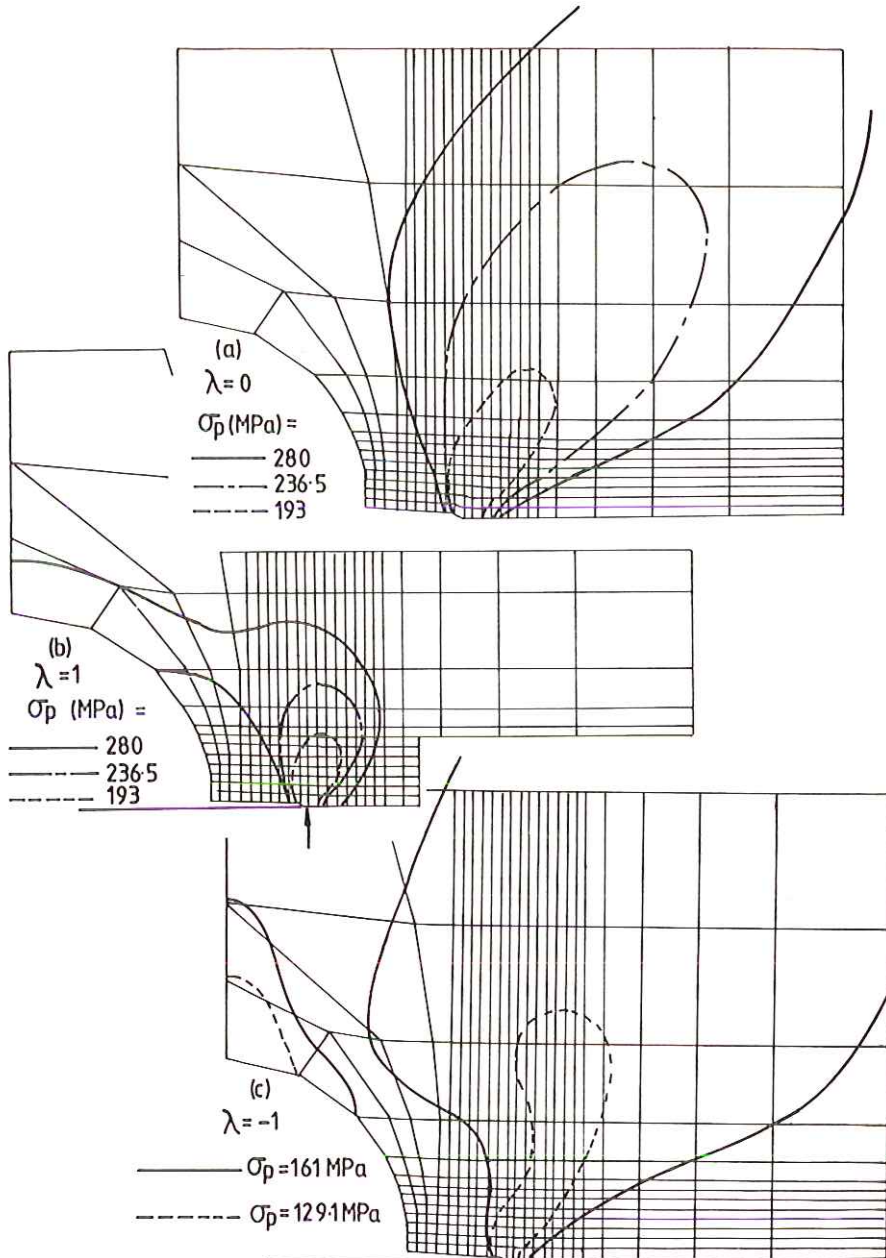 (a)
λ=0
σp (MPa) =
280
236·5
193
(b)
λ=1
σp (MPa) =
280
236·5
193
(c)
λ=-1
σp=161 MPa
σp=129·1 MPa